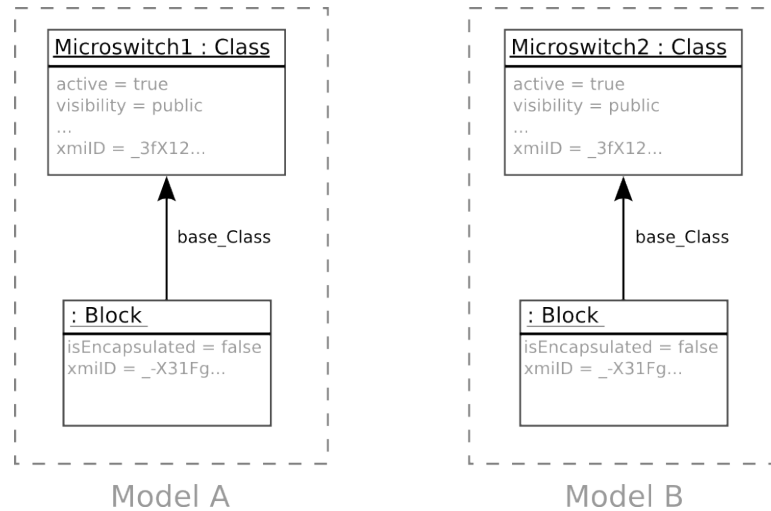 Microswitch1 : Class
active = true
visibility = public
...
xmiID = _3fX12...
base_Class
: Block
isEncapsulated = false
xmiID = _-X31Fg...
Model A
Microswitch2 : Class
active = true
visibility = public
...
xmiID = _3fX12...
base_Class
: Block
isEncapsulated = false
xmiID = _-X31Fg...
Model B